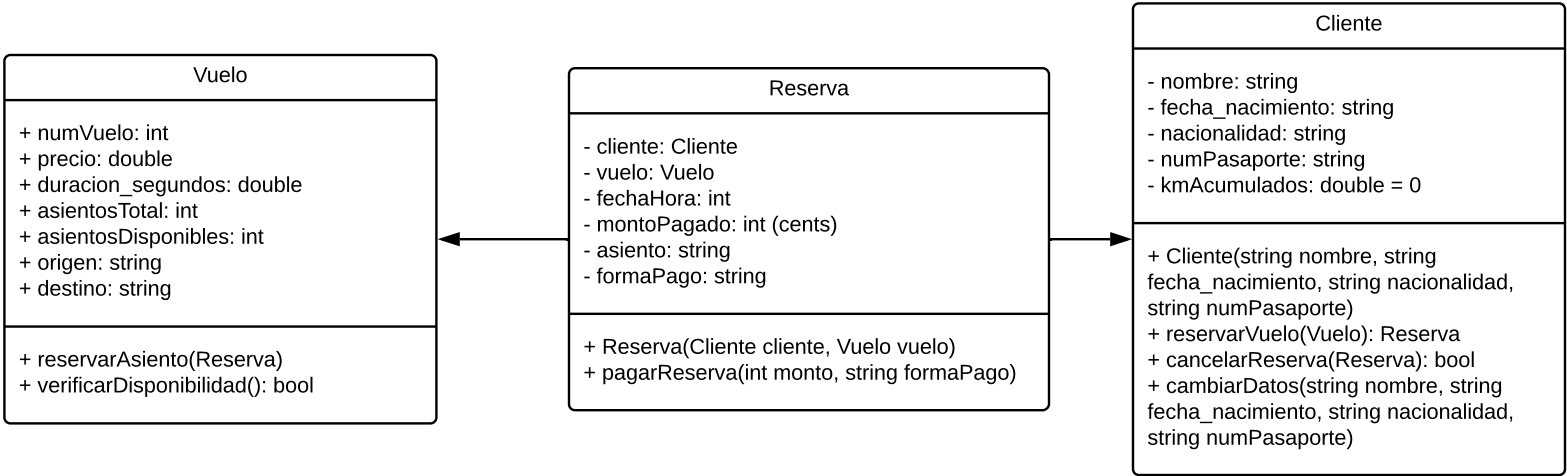 Vuelo
+ numVuelo: int
+ precio: double
+ duracion_segundos: double
+ asientosTotal: int
+ asientosDisponibles: int
+ origen: string
+ destino: string
+ reservarAsiento(Reserva)
+ verificarDisponibilidad(): bool
Reserva
- cliente: Cliente
- vuelo: Vuelo
- fechaHora: int
- montoPagado: int (cents)
- asiento: string
- formaPago: string
+ Reserva(Cliente cliente, Vuelo vuelo)
+ pagarReserva(int monto, string formaPago)
Cliente
- nombre: string
- fecha_nacimiento: string
- nacionalidad: string
- numPasaporte: string
- kmAcumulados: double = 0
+ Cliente(string nombre, string
fecha_nacimiento, string nacionalidad,
string numPasaporte)
+ reservarVuelo(Vuelo): Reserva
+ cancelarReserva(Reserva): bool
+ cambiarDatos(string nombre, string
fecha_nacimiento, string nacionalidad,
string numPasaporte)